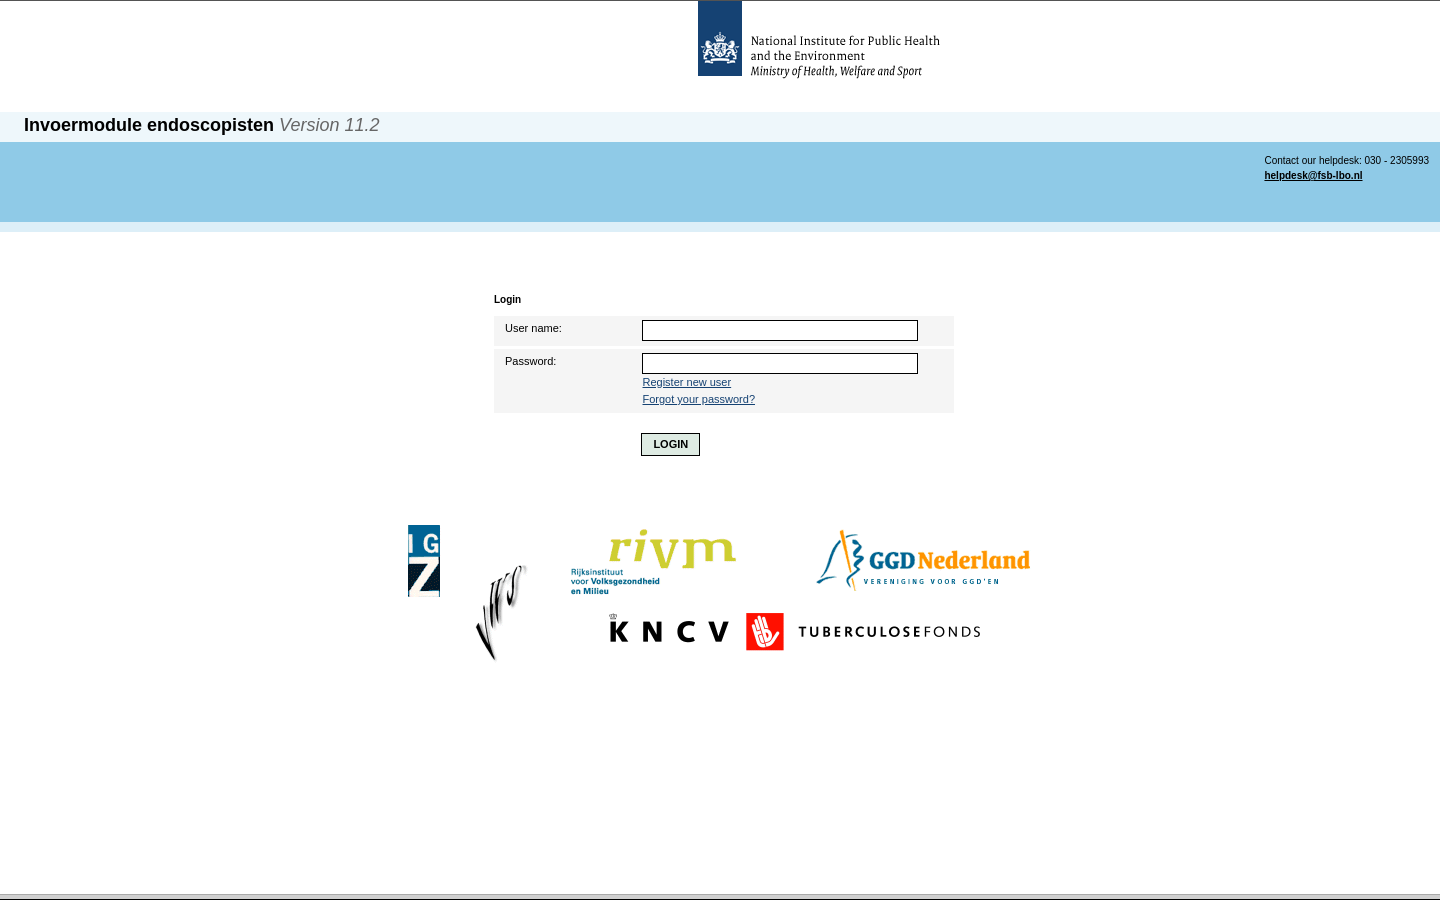 National Institute for Public Health
and the Environment
Ministry of Health, Welfare and Sport
Invoermodule endoscopisten Version 11.2
Contact our helpdesk: 030 - 2305993
helpdesk@fsb-lbo.nl
Login
User name:
Password:
Register new user
Forgot your password?
LOGIN
IG
Z
rivm
Rijksinstituut
voor Volksgezondheid
en Milieu
GGD Nederland
VERENIGING VOOR GGD'EN
KNCV
TUBERCULOSEFONDS